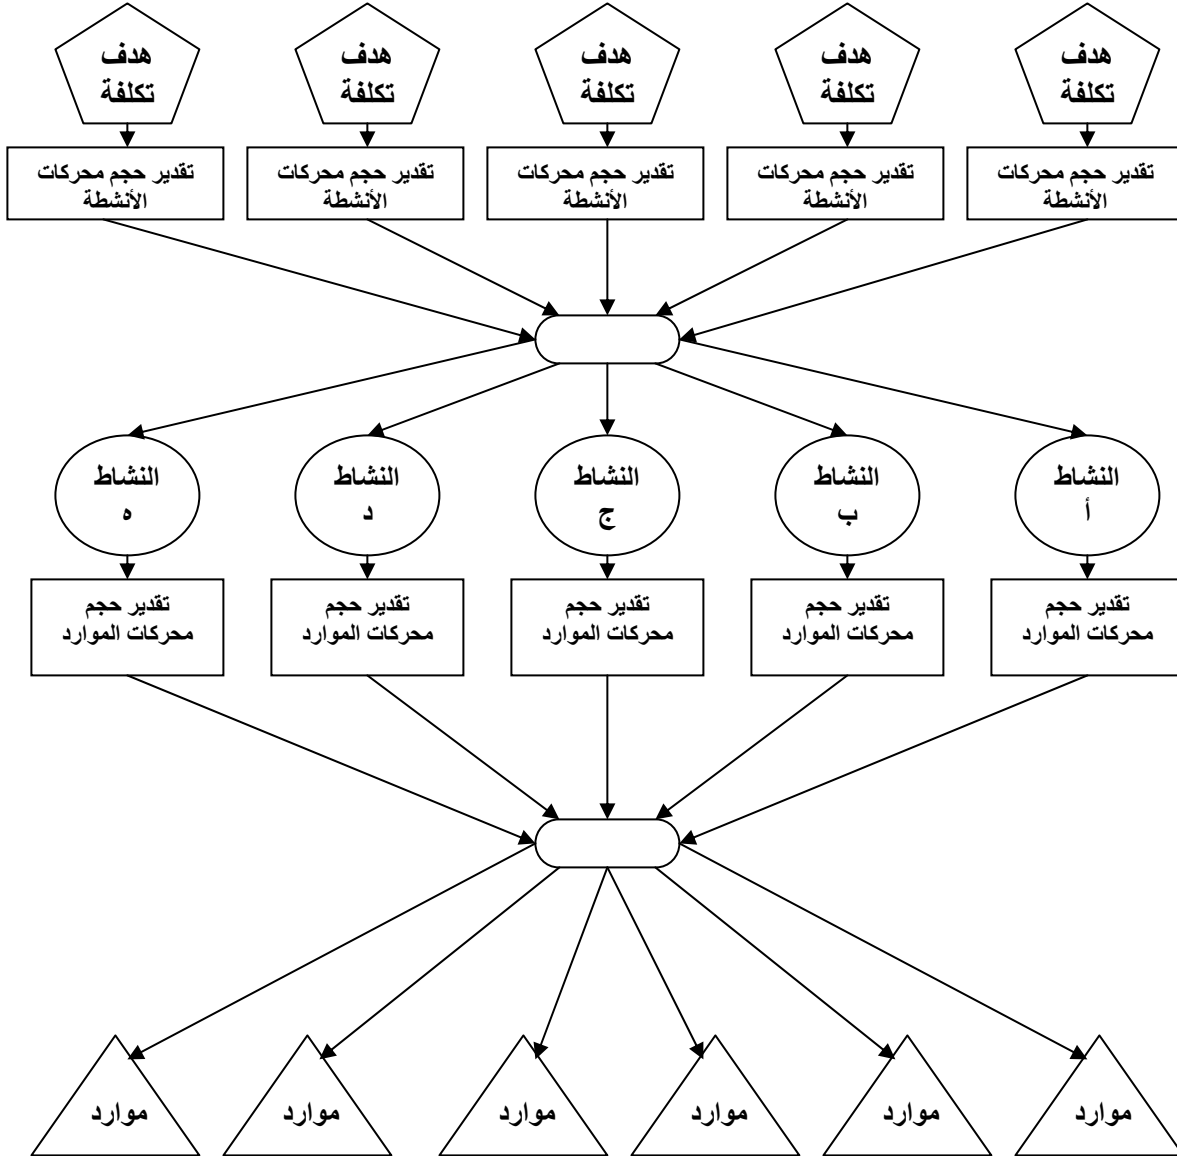 هدف
تكلفة
هدف
تكلفة
هدف
تكلفة
هدف
تكلفة
هدف
تكلفة
تقدير حجم محركات
الأنشطة
تقدير حجم محركات
الأنشطة
تقدير حجم محركات
الأنشطة
تقدير حجم محركات
الأنشطة
تقدير حجم محركات
الأنشطة
النشاط
أ
النشاط
ب
النشاط
ج
النشاط
د
النشاط
ه
تقدير حجم
محركات الموارد
تقدير حجم
محركات الموارد
تقدير حجم
محركات الموارد
تقدير حجم
محركات الموارد
تقدير حجم
محركات الموارد
موارد
موارد
موارد
موارد
موارد
موارد